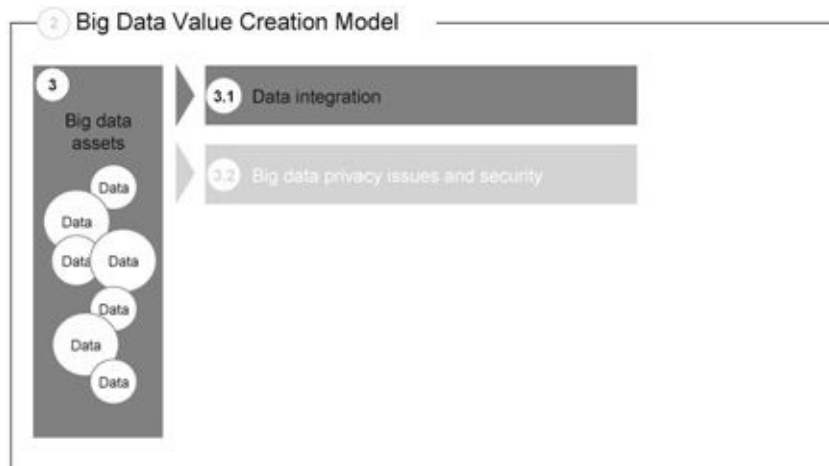 2 Big Data Value Creation Model
3
Big data
assets
Data
Data
Data
Data
Data
Data
Data
3.1 Data integration
3.2 Big data privacy issues and security